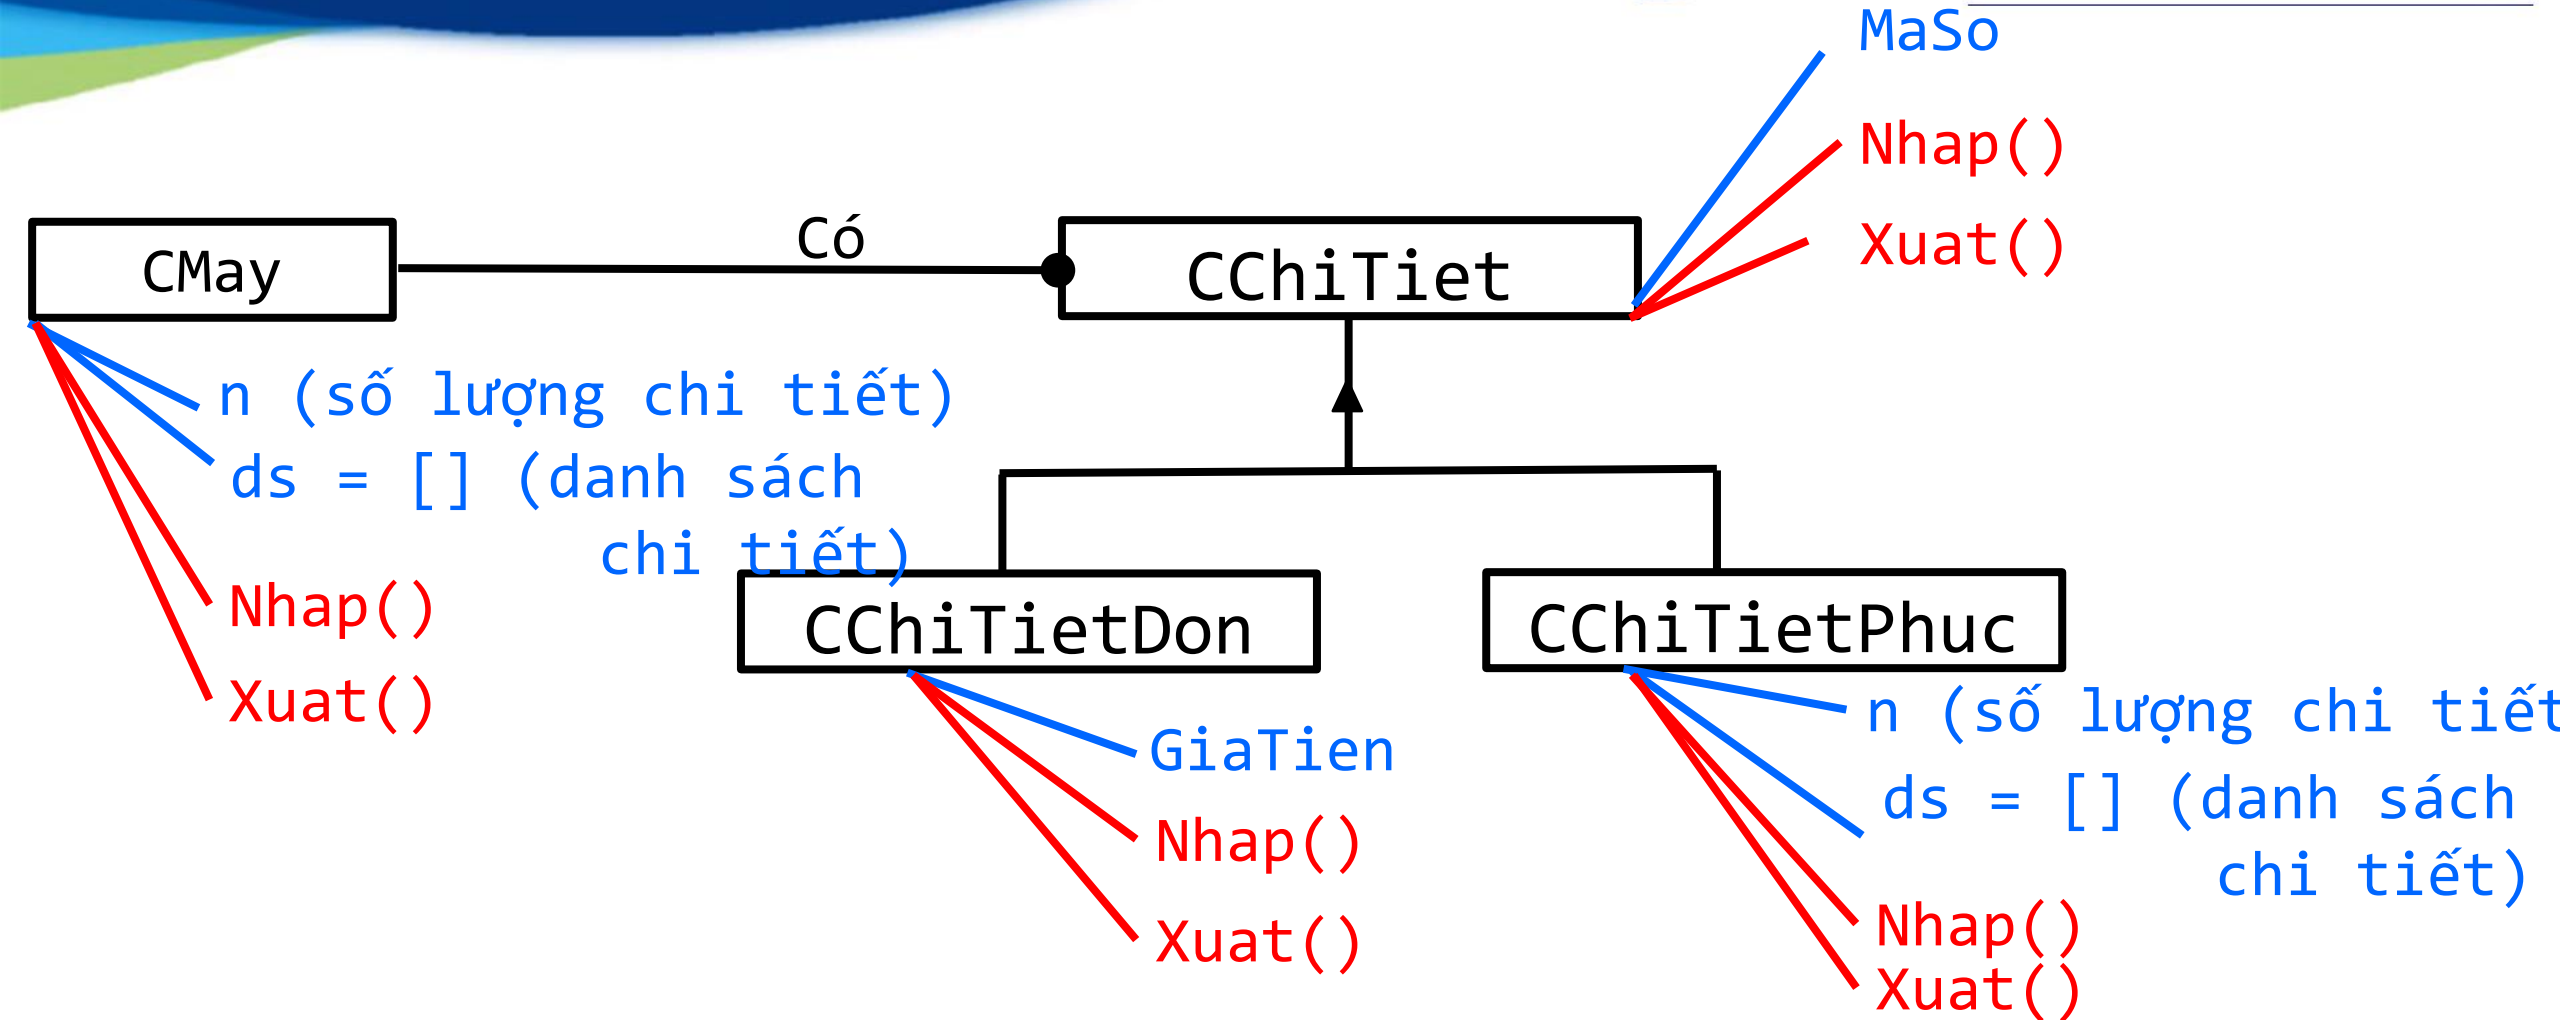 MaSo
Nhap()
Xuat()
Có
CMay
CChiTiet
n (số lượng chi tiết)
ds = [] (danh sách
chi tiết)
Nhap()
Xuat()
CChiTietDon
CChiTietPhuc
GiaTien
Nhap()
Xuat()
n (số lượng chi tiết
ds = [] (danh sách
chi tiết)
Nhap()
Xuat()